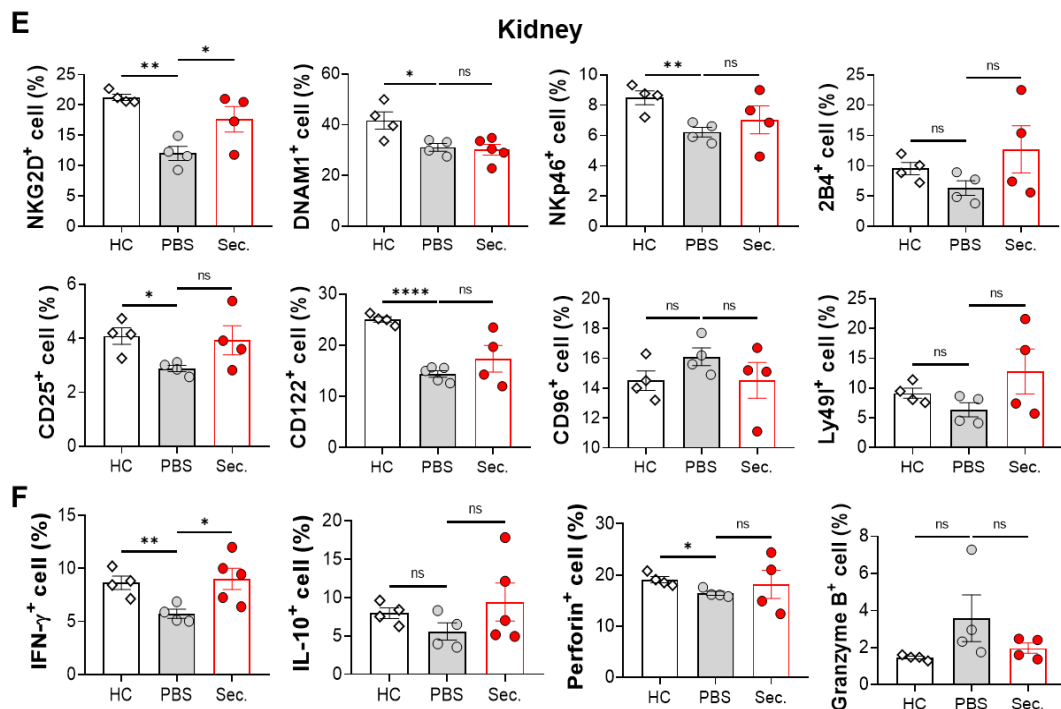 E
Kidney
NKG2D⁺ cell (%)
25
20
15
10
5
0
**
*
HC PBS Sec.
DNAM1⁺ cell (%)
60
40
20
0
*
ns
HC PBS Sec.
NKp46⁺ cell (%)
10
8
6
4
2
0
**
ns
HC PBS Sec.
2B4⁺ cell (%)
25
20
15
10
5
0
ns
ns
HC PBS Sec.
CD25⁺ cell (%)
6
4
2
0
*
ns
HC PBS Sec.
CD122⁺ cell (%)
30
20
10
0
****
ns
HC PBS Sec.
CD96⁺ cell (%)
20
18
16
14
12
10
ns
ns
HC PBS Sec.
Ly49I⁺ cell (%)
25
20
15
10
5
0
ns
ns
HC PBS Sec.
F
IFN-γ⁺ cell (%)
15
10
5
0
**
*
HC PBS Sec.
IL-10⁺ cell (%)
20
15
10
5
0
ns
ns
HC PBS Sec.
Perforin⁺ cell (%)
30
20
10
0
*
ns
HC PBS Sec.
Granzyme B⁺ cell (%)
8
6
4
2
0
ns
ns
HC PBS Sec.